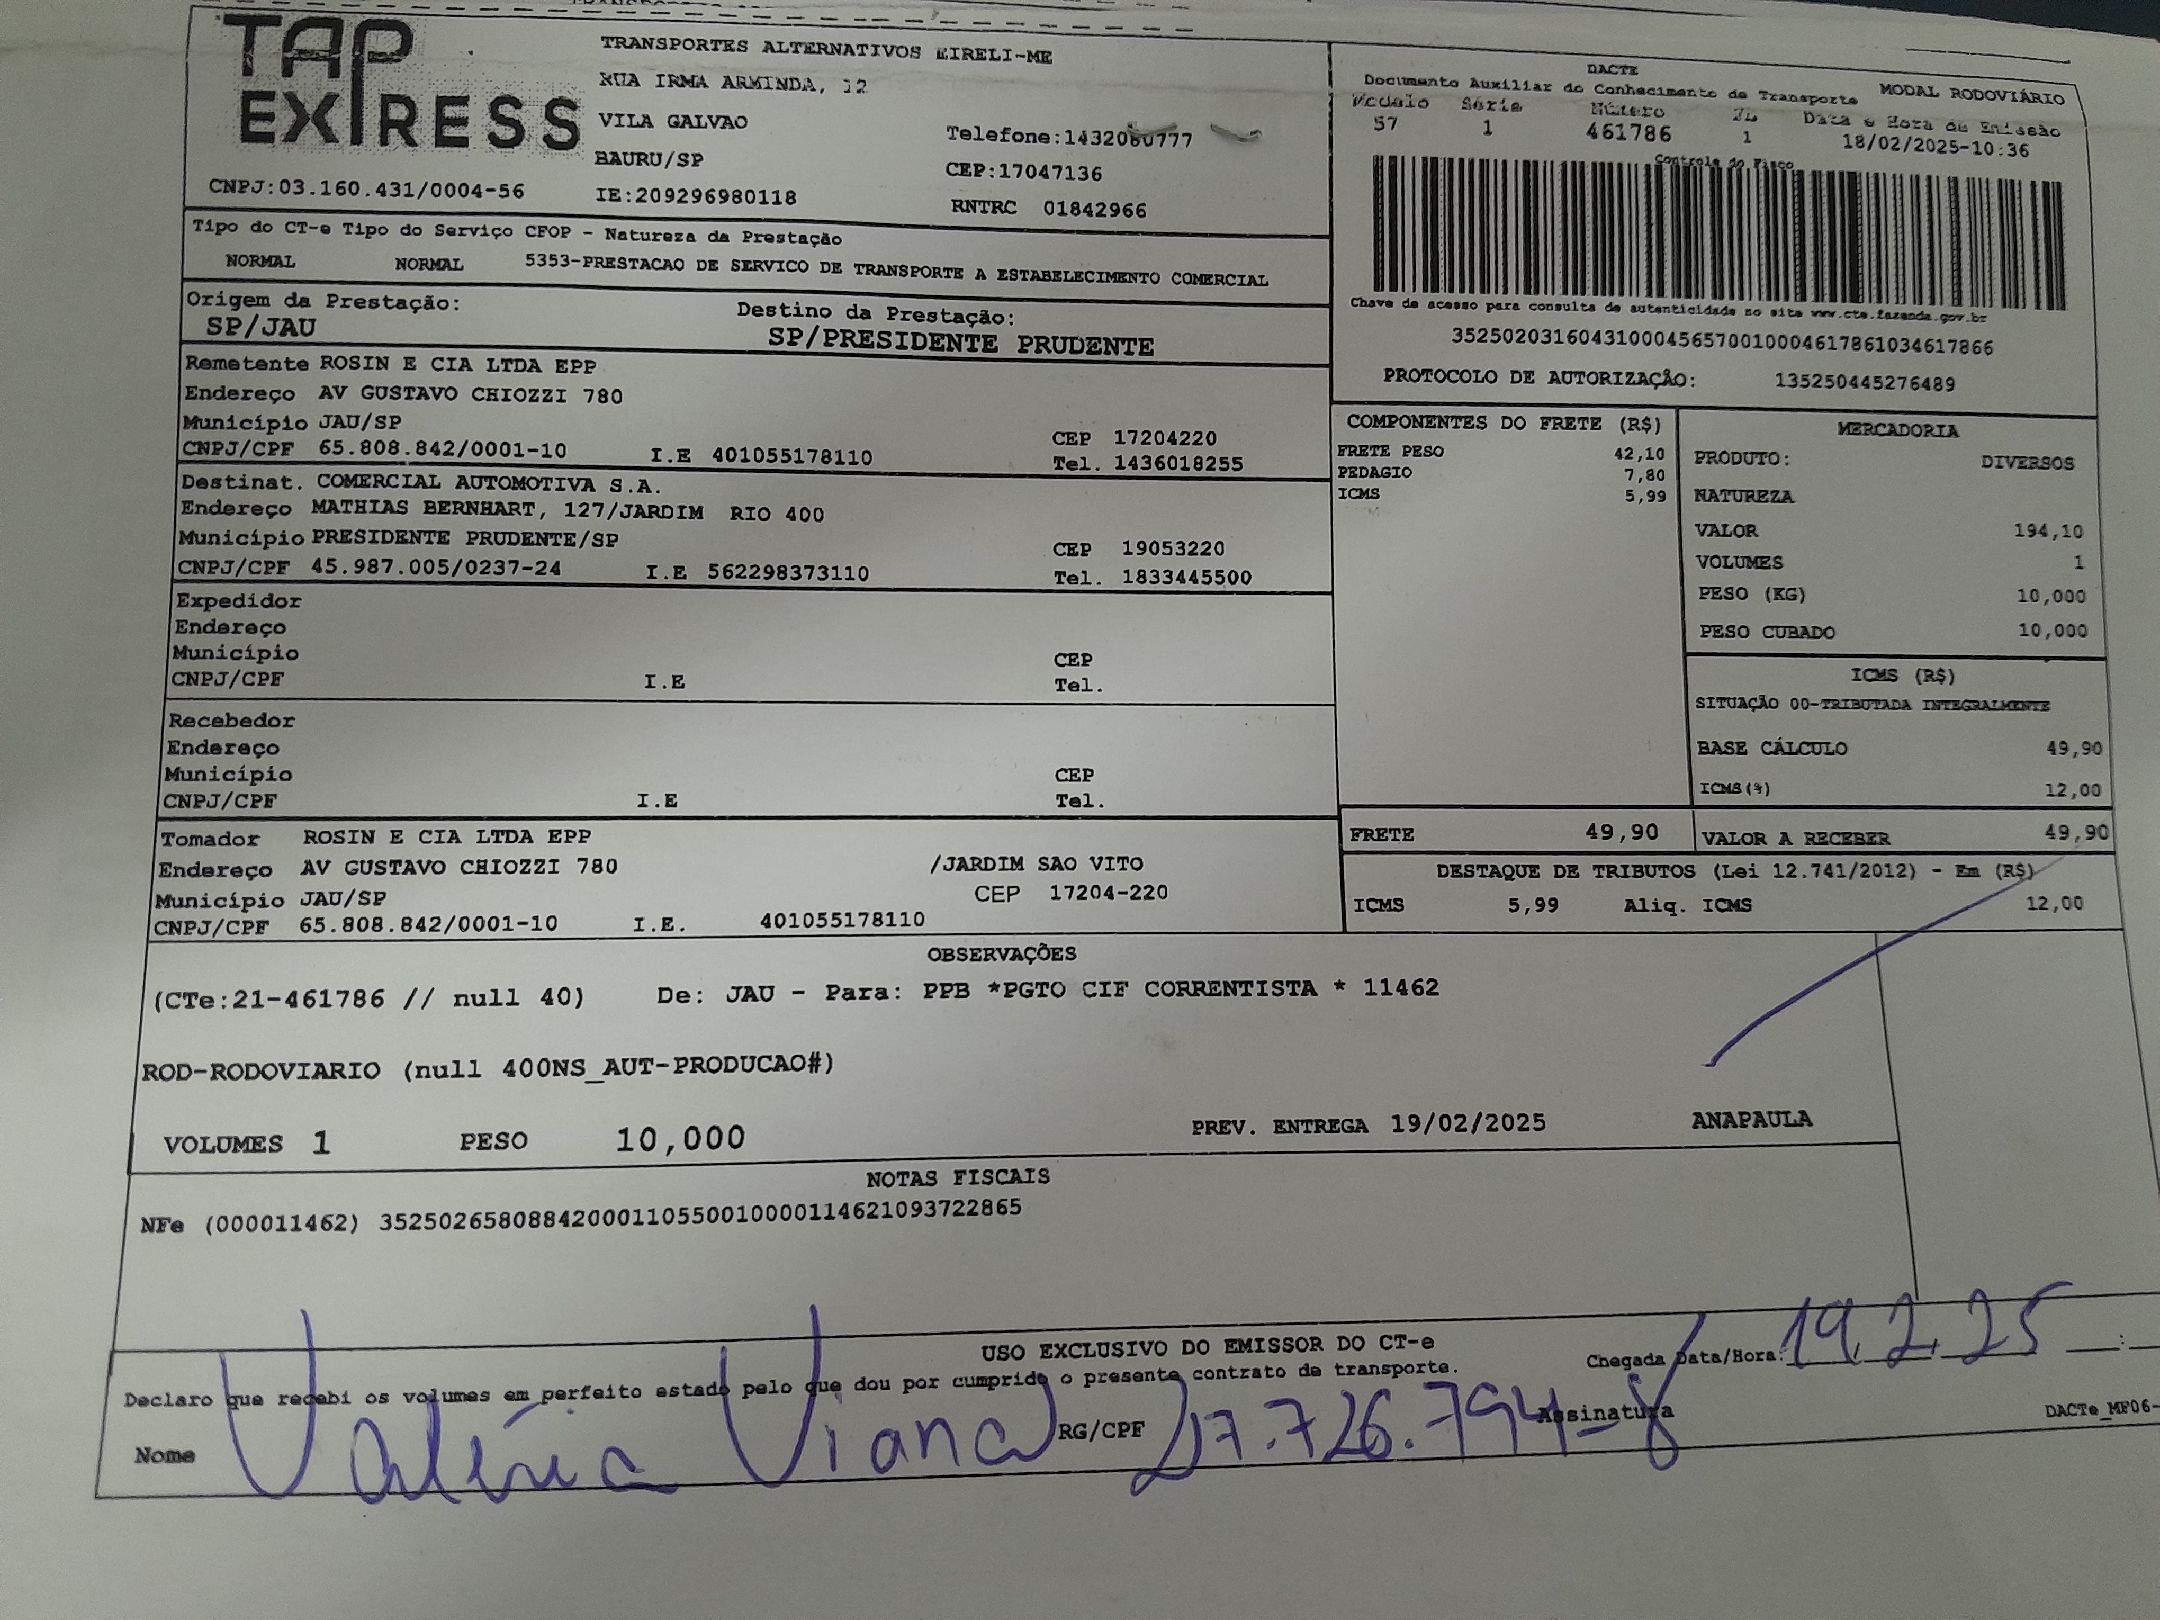 TAP
EXPRESS
CNPJ:03.160.431/0004-56
TRANSPORTES ALTERNATIVOS EIRELI-ME
RUA IRMA ARMINDA, 12
VILA GALVAO
BAURU/SP
IE:209296980118
CEP:17047136
RNTRC 01842966
DACTE
Documento Auxiliar do Conhecimento de Transporte
MODAL RODOVIÁRIO
Modelo Série Número FL Data e Hora de Emissão
57 1 461786 1 18/02/2025-10:36
Controle do Fisco
Chave de acesso para consulta de autenticidade no site www.cte.fazenda.gov.br
35250203160431000456570010004617861034617866
PROTOCOLO DE AUTORIZAÇÃO: 135250445276489
Tipo do CT-e Tipo do Serviço CFOP - Natureza da Prestação
NORMAL NORMAL 5353-PRESTACAO DE SERVICO DE TRANSPORTE A ESTABELECIMENTO COMERCIAL
Origem da Prestação: Destino da Prestação:
SP/JAU SP/PRESIDENTE PRUDENTE
Remetente ROSIN E CIA LTDA EPP
Endereço AV GUSTAVO CHIOZZI 780
Município JAU/SP CEP 17204220
CNPJ/CPF 65.808.842/0001-10 I.E 401055178110 Tel. 1436018255
Destinat. COMERCIAL AUTOMOTIVA S.A.
Endereço MATHIAS BERNHART, 127/JARDIM RIO 400
Município PRESIDENTE PRUDENTE/SP CEP 19053220
CNPJ/CPF 45.987.005/0237-24 I.E 562298373110 Tel. 1833445500
Expedidor
Endereço
Município CEP
CNPJ/CPF I.E Tel.
Recebedor
Endereço
Município CEP
CNPJ/CPF I.E Tel.
Tomador ROSIN E CIA LTDA EPP
Endereço AV GUSTAVO CHIOZZI 780 /JARDIM SAO VITO
Município JAU/SP CEP 17204-220
CNPJ/CPF 65.808.842/0001-10 I.E. 401055178110
COMPONENTES DO FRETE (R$)
FRETE PESO 42,10
PEDAGIO 7,80
ICMS 5,99
MERCADORIA
PRODUTO: DIVERSOS
NATUREZA
VALOR 194,10
VOLUMES 1
PESO (KG) 10,000
PESO CUBADO 10,000
ICMS (R$)
SITUAÇÃO 00-TRIBUTADA INTEGRALMENTE
BASE CÁLCULO 49,90
ICMS(%) 12,00
FRETE 49,90 VALOR A RECEBER 49,90
DESTAQUE DE TRIBUTOS (Lei 12.741/2012) - Em (R$)
ICMS 5,99 Aliq. ICMS 12,00
OBSERVAÇÕES
(CTe:21-461786 // null 40) De: JAU - Para: PPB *PGTO CIF CORRENTISTA * 11462
ROD-RODOVIARIO (null 400NS_AUT-PRODUCAO#)
VOLUMES 1 PESO 10,000 PREV. ENTREGA 19/02/2025 ANAPAULA
NOTAS FISCAIS
NFe (000011462) 35250265808842000110550010000114621093722865
USO EXCLUSIVO DO EMISSOR DO CT-e
Declaro que recebi os volumes em perfeito estado pelo que dou por cumprido o presente contrato de transporte.
Chegada Data/Hora: 19.2.25 :
Nome Valéria Viana RG/CPF 27.726.794-8 Assinatura
DACTe_MF06-